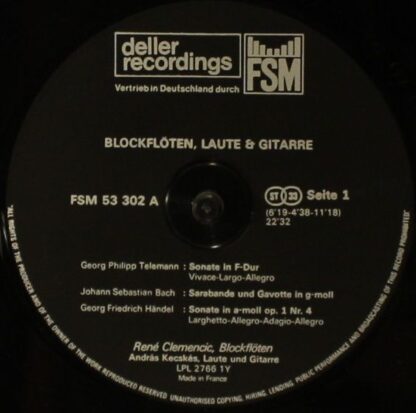 deller
recordings
FSM
Vertrieb in Deutschland durch
BLOCKFLÖTEN, LAUTE & GITARRE
FSM 53 302 A
ST 33 Seite 1
(6'19-4'38-11'18)
22'32
Georg Philipp Telemann : Sonate in F-Dur
Vivace-Largo-Allegro
Johann Sebastian Bach : Sarabande und Gavotte in g-moll
Georg Friedrich Händel : Sonate in a-moll op. 1 Nr. 4
Larghetto-Allegro-Adagio-Allegro
René Clemencic, Blockflöten
András Kecskés, Laute und Gitarre
LPL 2766 1Y
Made in France
"ALL RIGHTS OF THE PRODUCER AND OF THE OWNER OF THE WORK REPRODUCED RESERVED UNAUTHORISED COPYING, HIRING, LENDING, PUBLIC PERFORMANCE AND BROADCASTING OF THIS RECORD PROHIBITED"